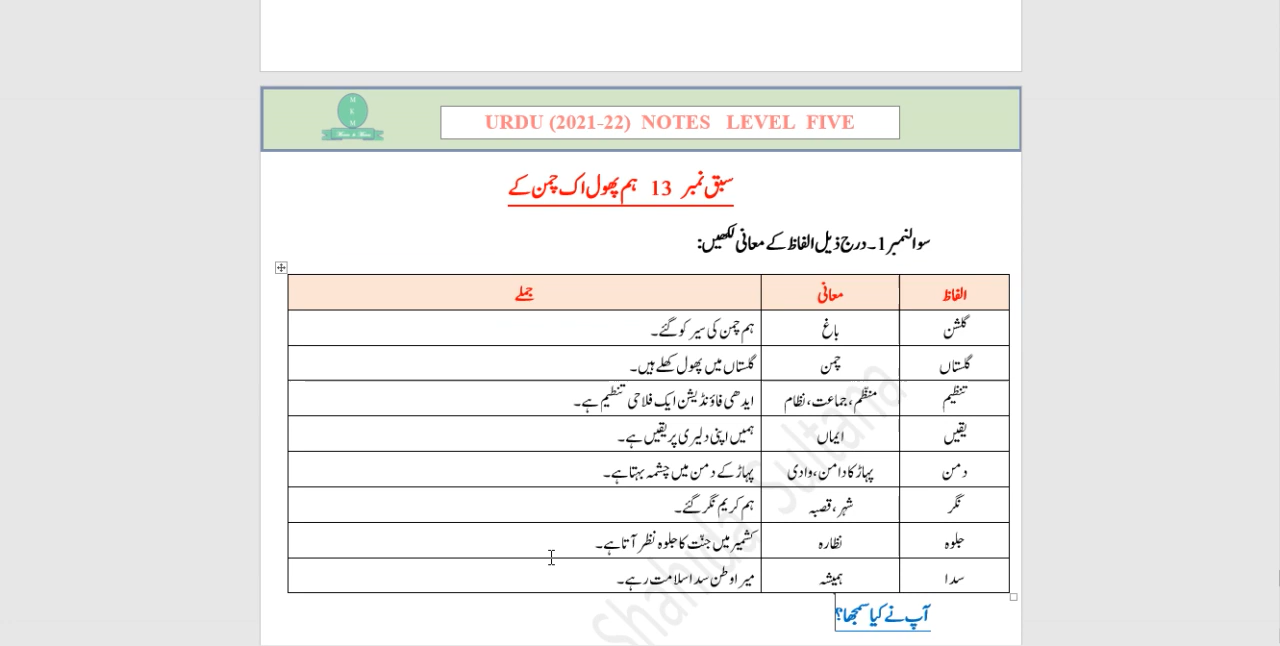 M
K
M
URDU (2021-22) NOTES LEVEL FIVE
سبق نمبر 13 ہم پھول اک چمن کے
سوالنمبر 1۔ درج ذیل الفاظ کے معانی لکھیں:
الفاظ معانی جملے
گلشن باغ ہم چمن کی سیر کو گئے۔
گلستاں چمن گلستاں میں پھول کھلے ہیں۔
تنظیم منظّم، جماعت، نظام ایدھی فاؤنڈیشن ایک فلاحی تنظیم ہے۔
یقیں ایماں ہمیں اپنی دلیری پر یقیں ہے۔
دمن پہاڑ کا دامن، وادی پہاڑ کے دمن میں چشمہ بہتا ہے۔
نگر شہر، قصبہ ہم کریم نگر گئے۔
جلوہ نظارہ کشمیر میں جنّت کا جلوہ نظر آتا ہے۔
سدا ہمیشہ میرا وطن سدا سلامت رہے۔
آپ نے کیا سمجھا؟
Shahida Sultana